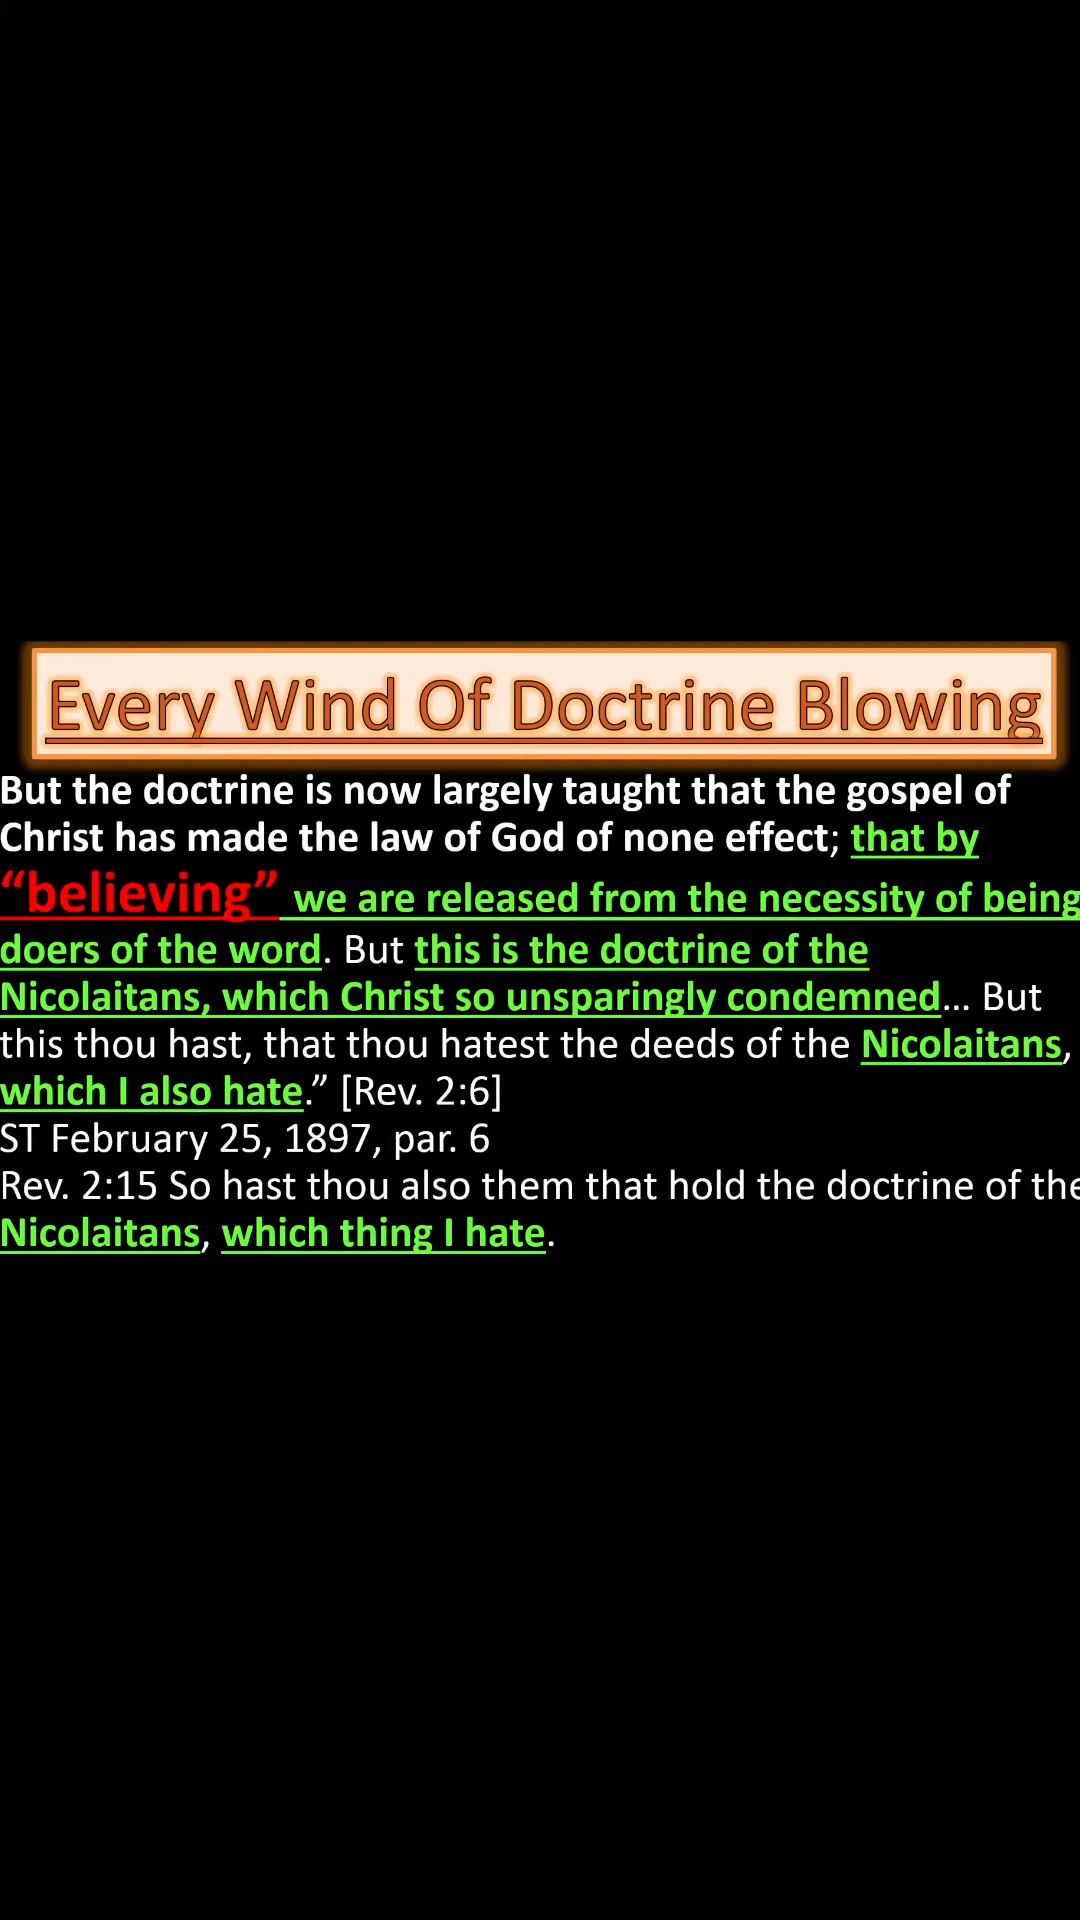 Every Wind Of Doctrine Blowing
But the doctrine is now largely taught that the gospel of
Christ has made the law of God of none effect; that by
“believing” we are released from the necessity of being
doers of the word. But this is the doctrine of the
Nicolaitans, which Christ so unsparingly condemned... But
this thou hast, that thou hatest the deeds of the Nicolaitans,
which I also hate.” [Rev. 2:6]
ST February 25, 1897, par. 6
Rev. 2:15 So hast thou also them that hold the doctrine of the
Nicolaitans, which thing I hate.